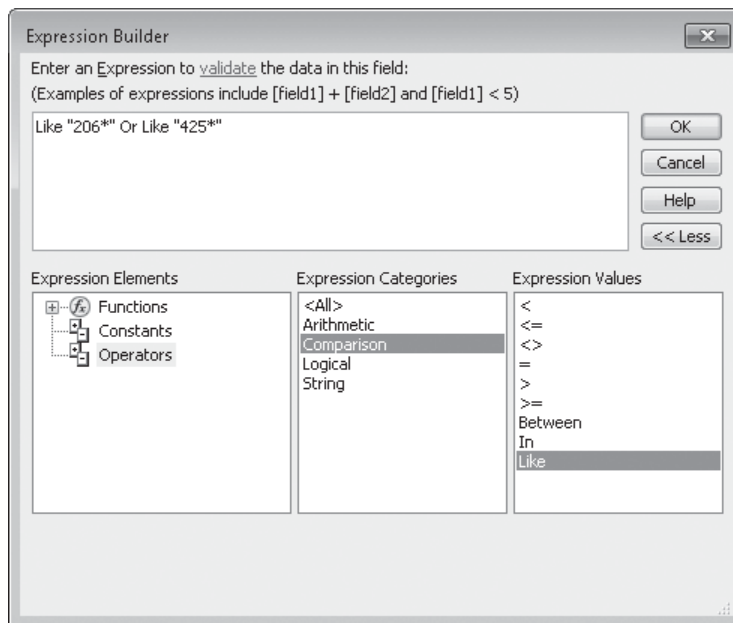 Expression Builder
Enter an Expression to validate the data in this field:
(Examples of expressions include [field1] + [field2] and [field1] < 5)
Like "206*" Or Like "425*"
OK
Cancel
Help
<< Less
Expression Elements
Functions
Constants
Operators
Expression Categories
<All>
Arithmetic
Comparison
Logical
String
Expression Values
<
<=
<>
=
>
>=
Between
In
Like